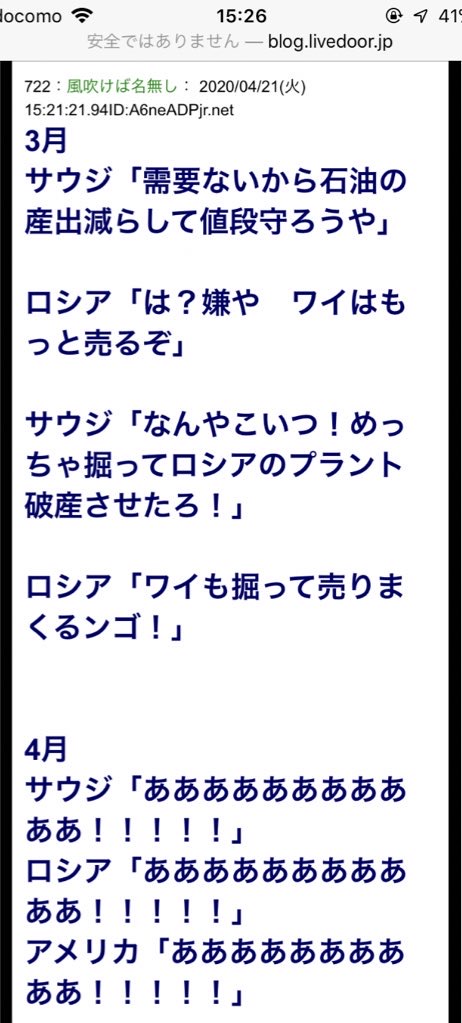 docomo 15:26 41%
安全ではありません — blog.livedoor.jp
722：風吹けば名無し： 2020/04/21(火)
15:21:21.94ID:A6neADPjr.net
3月
サウジ「需要ないから石油の
産出減らして値段守ろうや」
ロシア「は？嫌や　ワイはも
っと売るぞ」
サウジ「なんやこいつ！めっ
ちゃ掘ってロシアのプラント
破産させたろ！」
ロシア「ワイも掘って売りま
くるンゴ！」
4月
サウジ「あああああああああ
ああ！！！！！」
ロシア「あああああああああ
ああ！！！！！」
アメリカ「ああああああああ
ああ！！！！！」